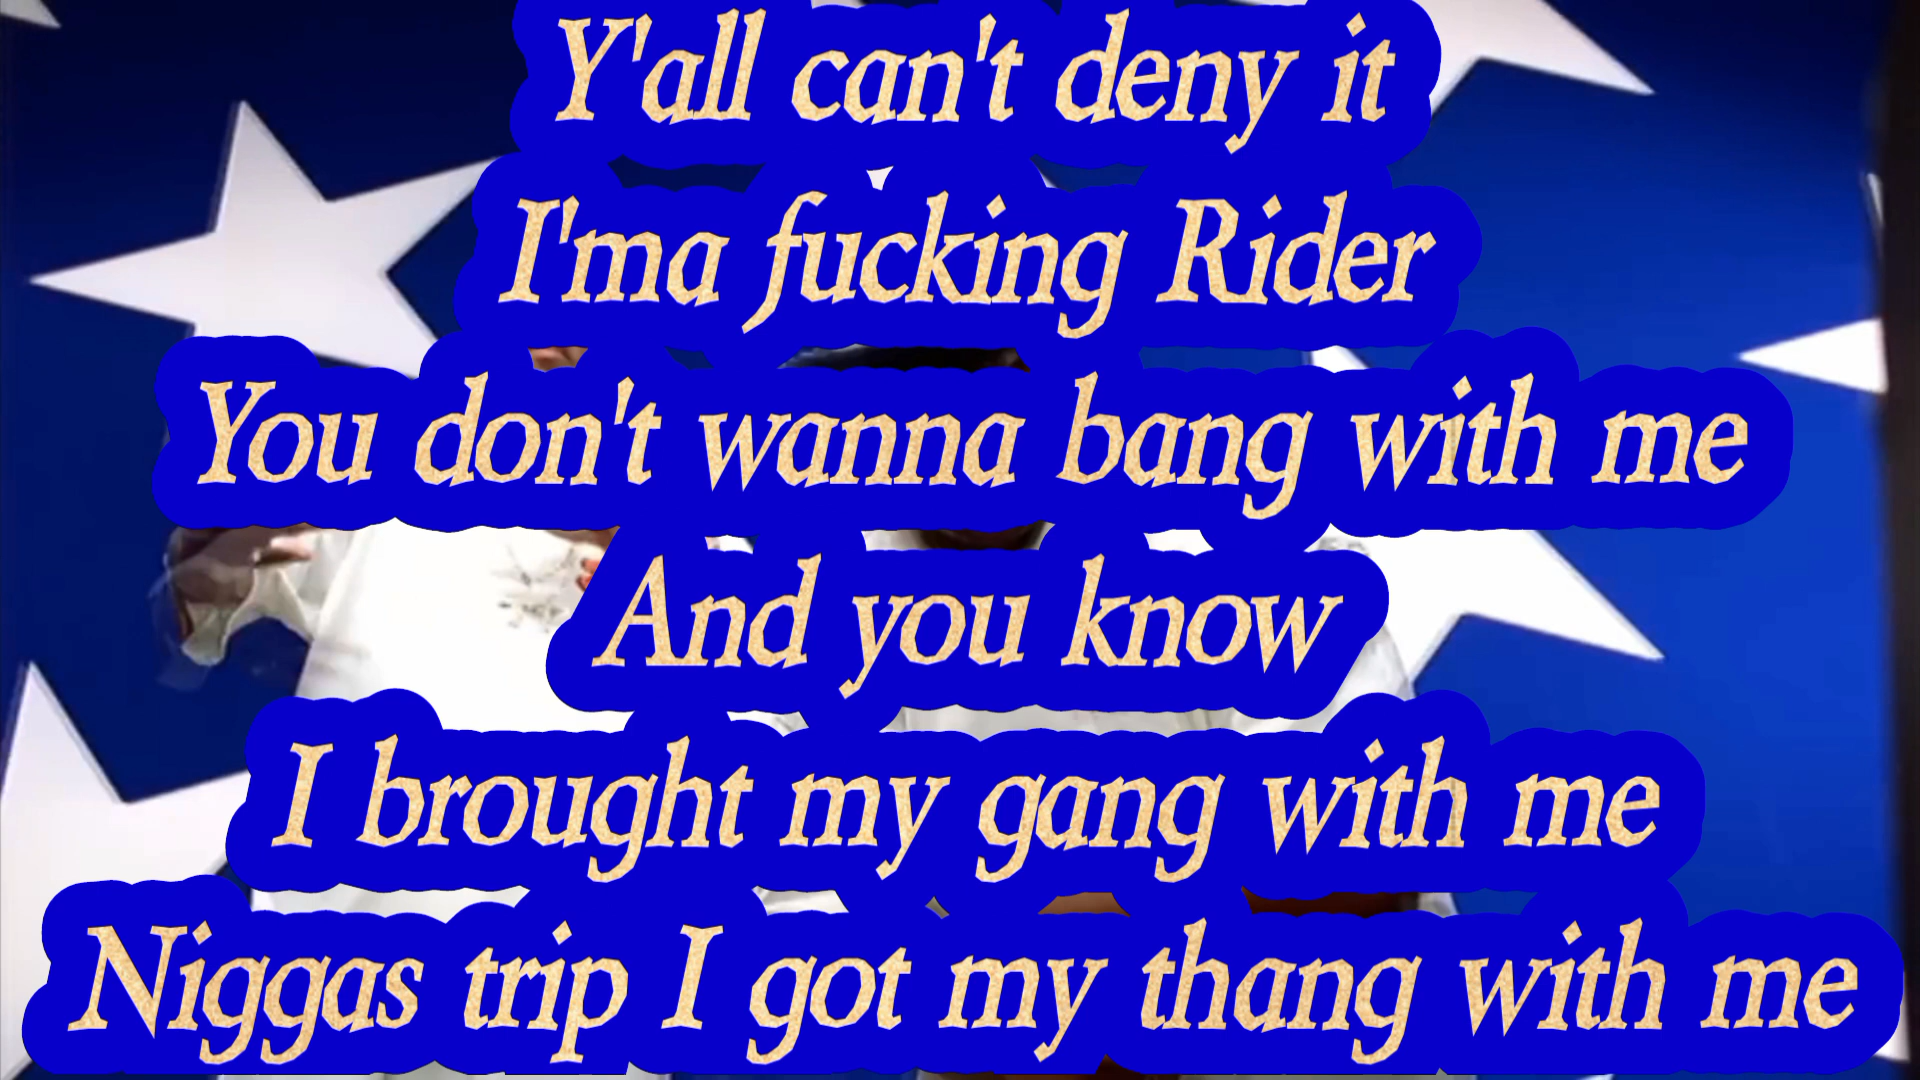 Y'all can't deny it
I'ma fucking Rider
You don't wanna bang with me
And you know
I brought my gang with me
Niggas trip I got my thang with me